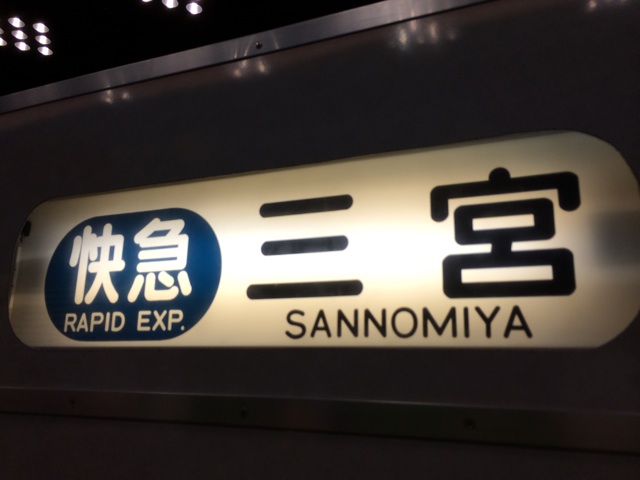 快急
RAPID EXP.
三宮
SANNOMIYA